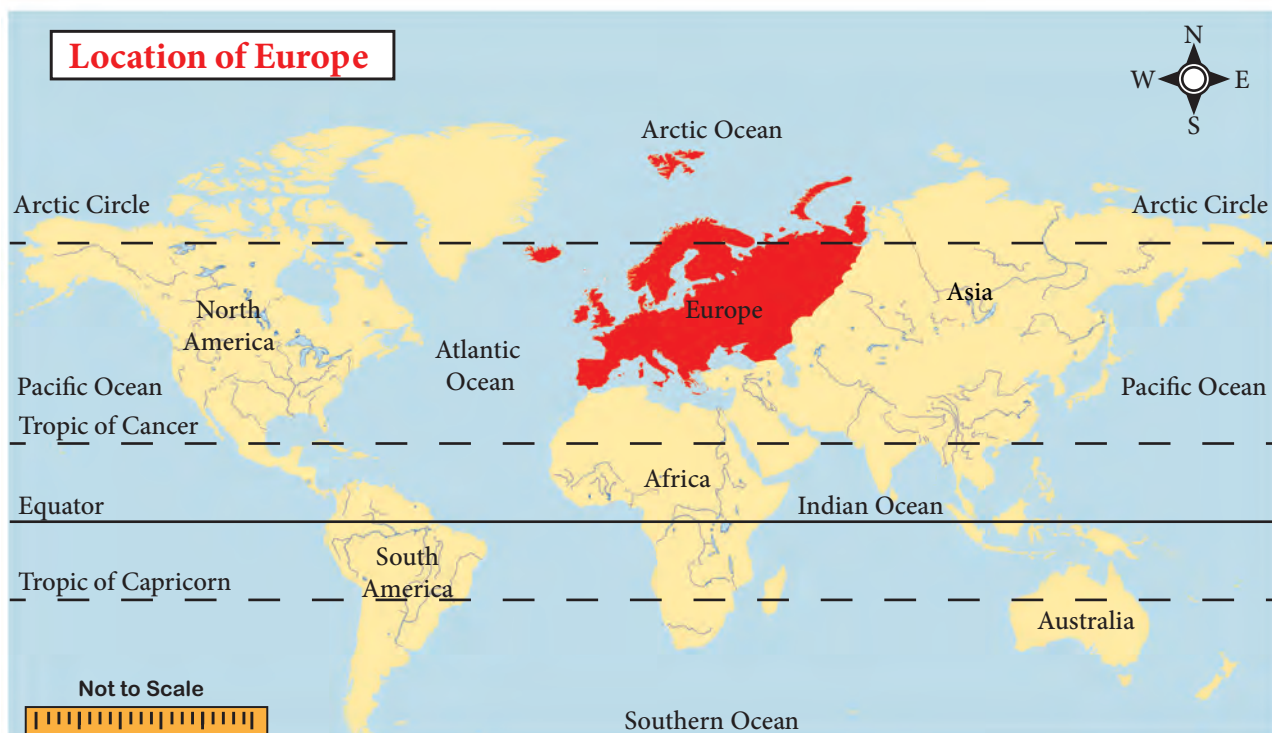 Location of Europe
N
W E
S
Arctic Ocean
Arctic Circle
Arctic Circle
North
America
Europe
Asia
Atlantic
Ocean
Pacific Ocean
Pacific Ocean
Tropic of Cancer
Africa
Equator
Indian Ocean
South
America
Tropic of Capricorn
Australia
Not to Scale
Southern Ocean